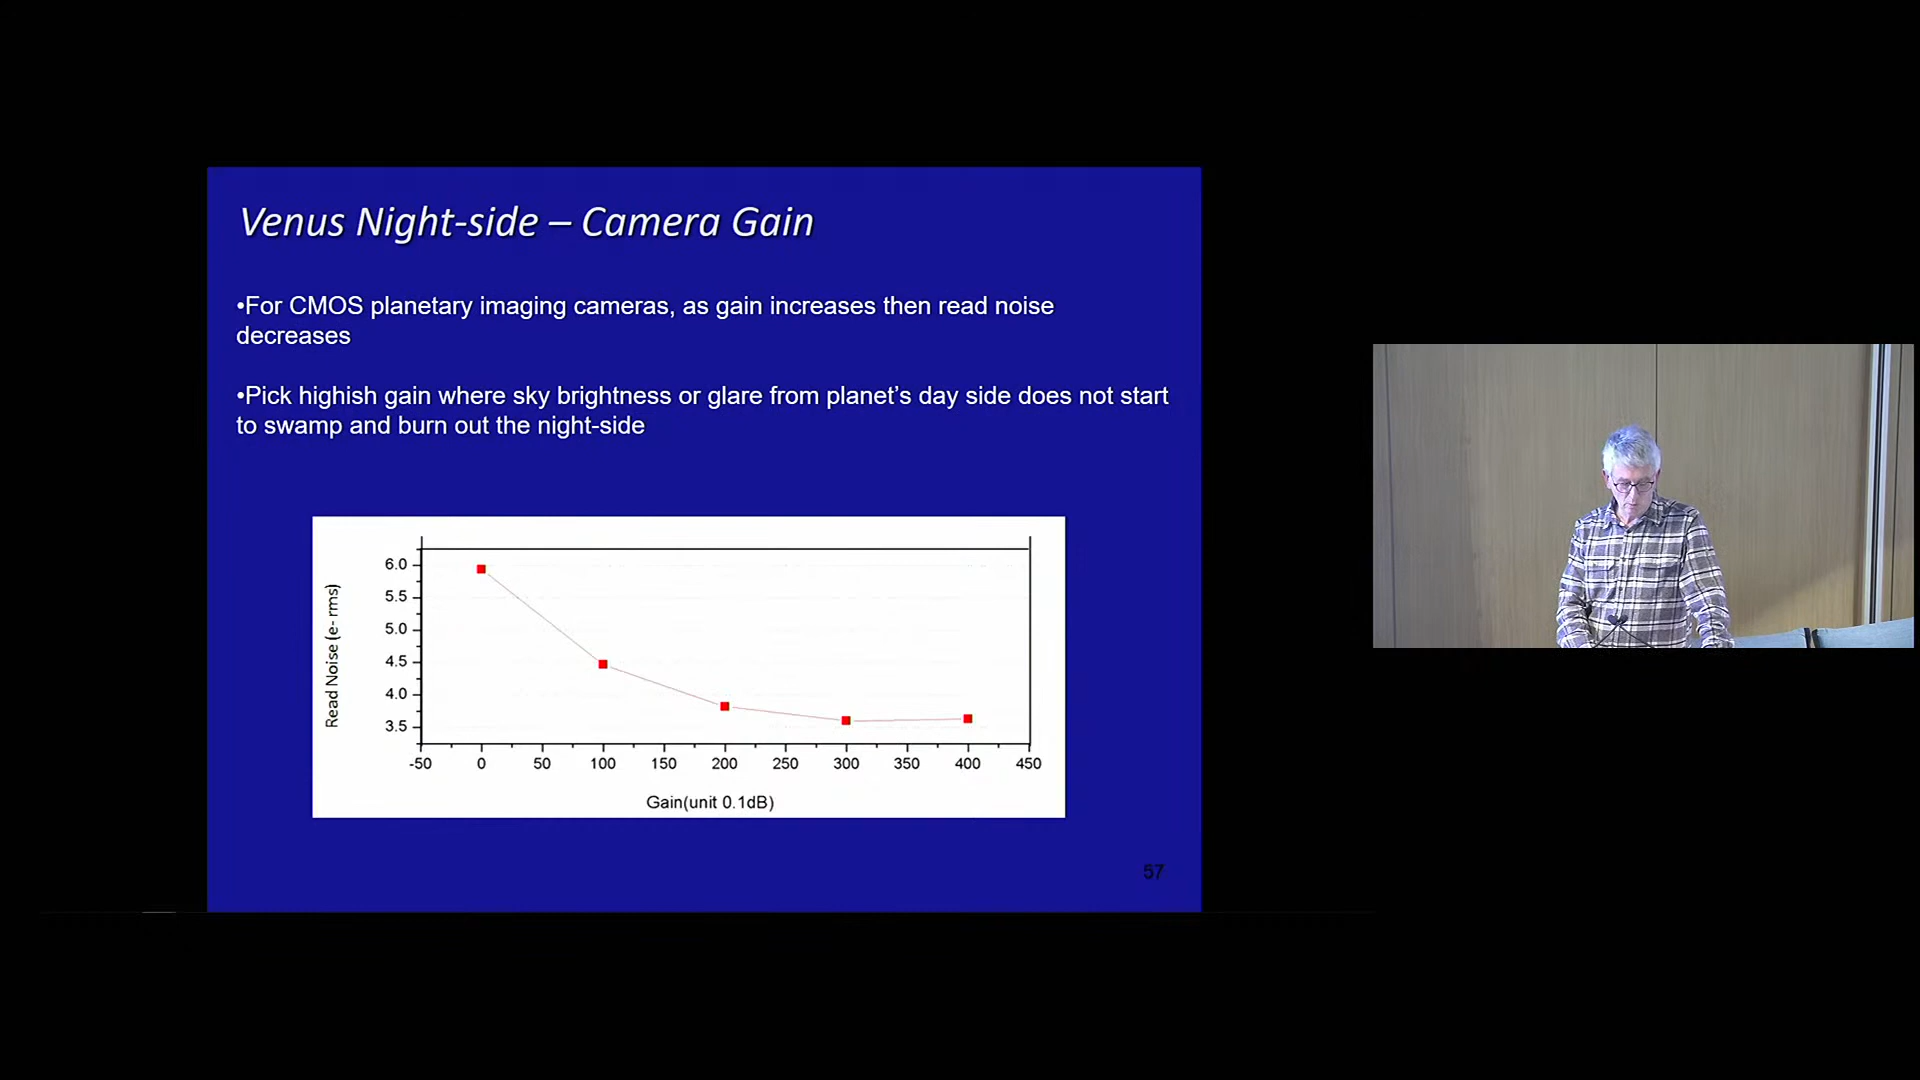 Venus Night-side – Camera Gain
•For CMOS planetary imaging cameras, as gain increases then read noise
decreases
•Pick highish gain where sky brightness or glare from planet's day side does not start
to swamp and burn out the night-side
Read Noise (e- rms)
6.0
5.5
5.0
4.5
4.0
3.5
-50 0 50 100 150 200 250 300 350 400 450
Gain(unit 0.1dB)
57